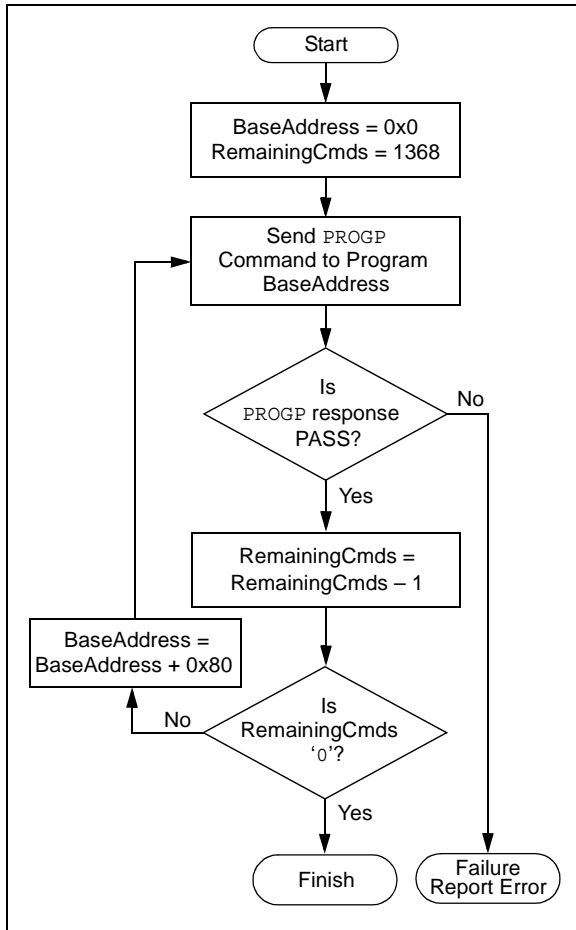 Start
BaseAddress = 0x0
RemainingCmds = 1368
Send PROGP
Command to Program
BaseAddress
Is
PROGP response
PASS?
No
Yes
RemainingCmds =
RemainingCmds – 1
BaseAddress =
BaseAddress + 0x80
Is
RemainingCmds
‘0’?
No
Yes
Finish
Failure
Report Error